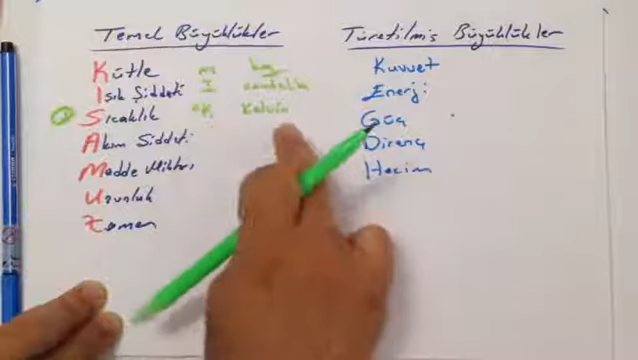 Temel Büyüklükler
Kütle m kg
Işık Şiddeti I candela
Sıcaklık °K Kelvin
Akım Şiddeti
Madde Miktarı
Uzunluk
Zaman
Türetilmiş Büyüklükler
Kuvvet
Enerji
Güç
Direnç
Hacim